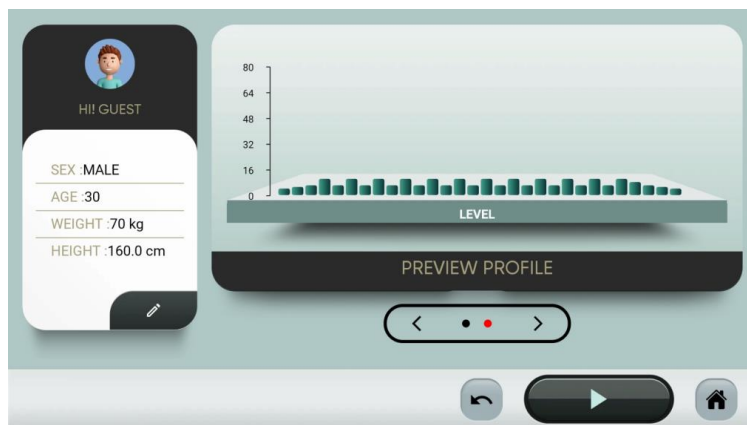 HI! GUEST
SEX :MALE
AGE :30
WEIGHT :70 kg
HEIGHT :160.0 cm
80
64
48
32
16
0
LEVEL
PREVIEW PROFILE